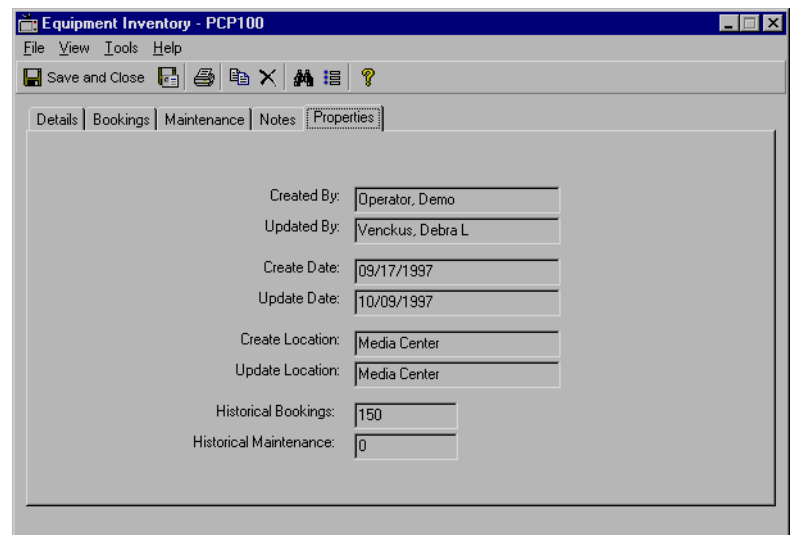 Equipment Inventory - PCP100
File View Tools Help
Save and Close
Details Bookings Maintenance Notes Properties
Created By: Operator, Demo
Updated By: Venckus, Debra L
Create Date: 09/17/1997
Update Date: 10/09/1997
Create Location: Media Center
Update Location: Media Center
Historical Bookings: 150
Historical Maintenance: 0